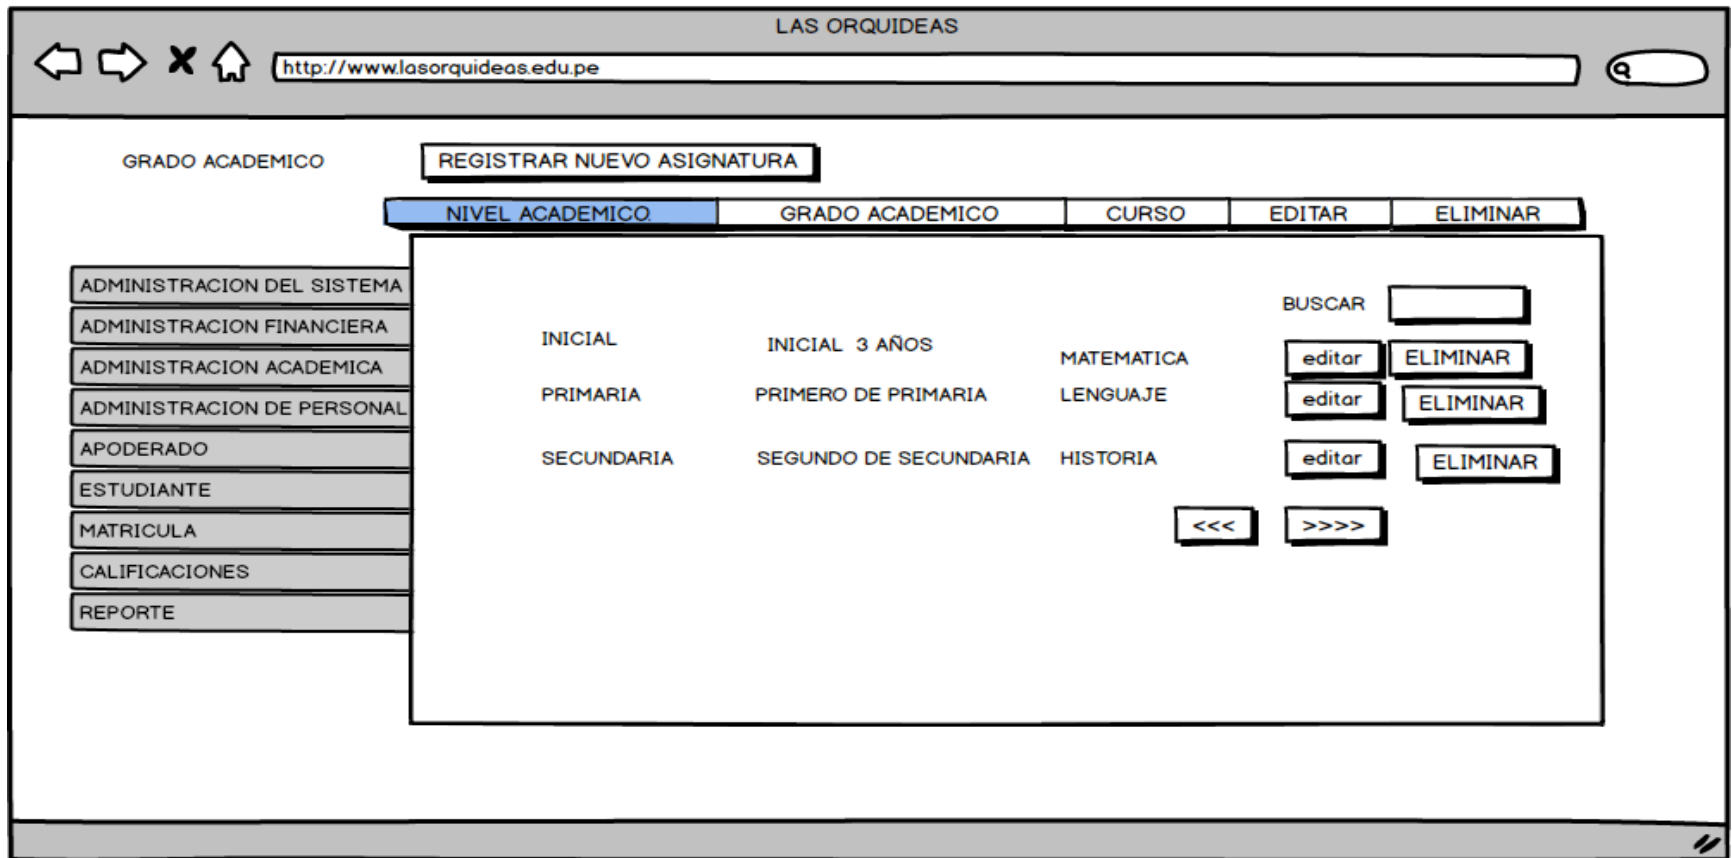 LAS ORQUIDEAS
http://www.lasorquideas.edu.pe
GRADO ACADEMICO REGISTRAR NUEVO ASIGNATURA
NIVEL ACADEMICO. GRADO ACADEMICO CURSO EDITAR ELIMINAR
ADMINISTRACION DEL SISTEMA
ADMINISTRACION FINANCIERA
ADMINISTRACION ACADEMICA
ADMINISTRACION DE PERSONAL
APODERADO
ESTUDIANTE
MATRICULA
CALIFICACIONES
REPORTE
BUSCAR
INICIAL INICIAL 3 AÑOS MATEMATICA editar ELIMINAR
PRIMARIA PRIMERO DE PRIMARIA LENGUAJE editar ELIMINAR
SECUNDARIA SEGUNDO DE SECUNDARIA HISTORIA editar ELIMINAR
<<< >>>>